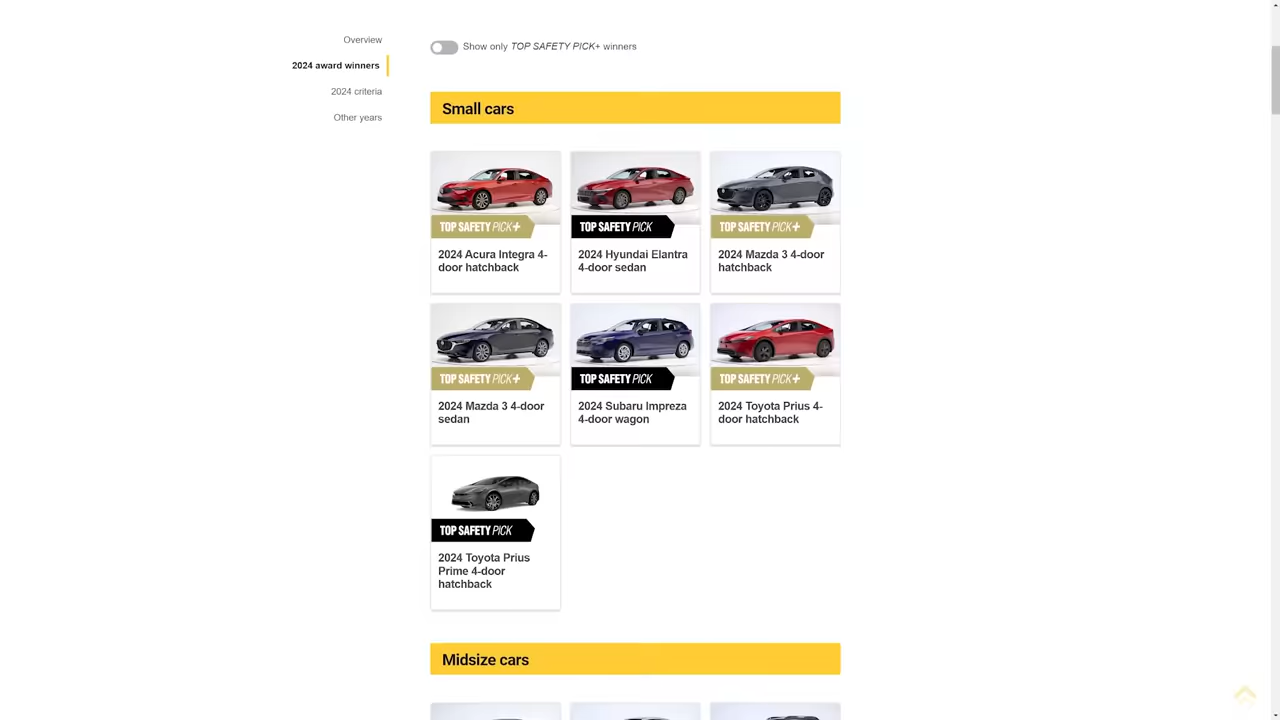 Overview
2024 award winners
2024 criteria
Other years
Show only TOP SAFETY PICK+ winners
Small cars
TOP SAFETY PICK+
2024 Acura Integra 4-
door hatchback
TOP SAFETY PICK
2024 Hyundai Elantra
4-door sedan
TOP SAFETY PICK+
2024 Mazda 3 4-door
hatchback
TOP SAFETY PICK+
2024 Mazda 3 4-door
sedan
TOP SAFETY PICK
2024 Subaru Impreza
4-door wagon
TOP SAFETY PICK+
2024 Toyota Prius 4-
door hatchback
TOP SAFETY PICK
2024 Toyota Prius
Prime 4-door
hatchback
Midsize cars